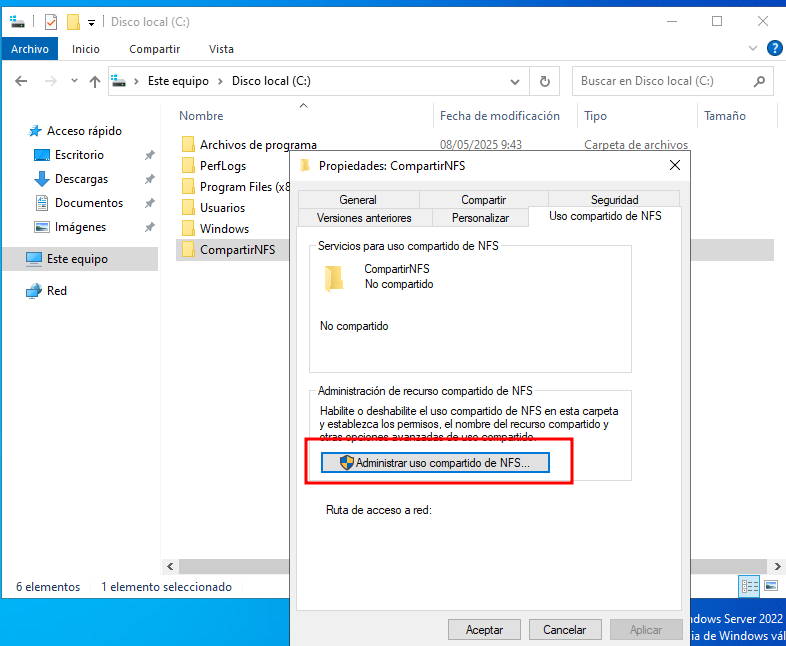 Disco local (C:)
Archivo Inicio Compartir Vista
Este equipo > Disco local (C:)
Buscar en Disco local (C:)
Nombre Fecha de modificación Tipo Tamaño
Acceso rápido
Escritorio
Descargas
Documentos
Imágenes
Este equipo
Red
Archivos de programa 08/05/2025 9:43 Carpeta de archivos
PerfLogs
Program Files (x8
Usuarios
Windows
CompartirNFS
Propiedades: CompartirNFS
General Compartir Seguridad
Versiones anteriores Personalizar Uso compartido de NFS
Servicios para uso compartido de NFS
CompartirNFS
No compartido
No compartido
Administración de recurso compartido de NFS
Habilite o deshabilite el uso compartido de NFS en esta carpeta
y establezca los permisos, el nombre del recurso compartido y
otras opciones avanzadas de uso compartido.
Administrar uso compartido de NFS...
Ruta de acceso a red:
Aceptar Cancelar Aplicar
6 elementos 1 elemento seleccionado
ndows Server 2022
ia de Windows vál